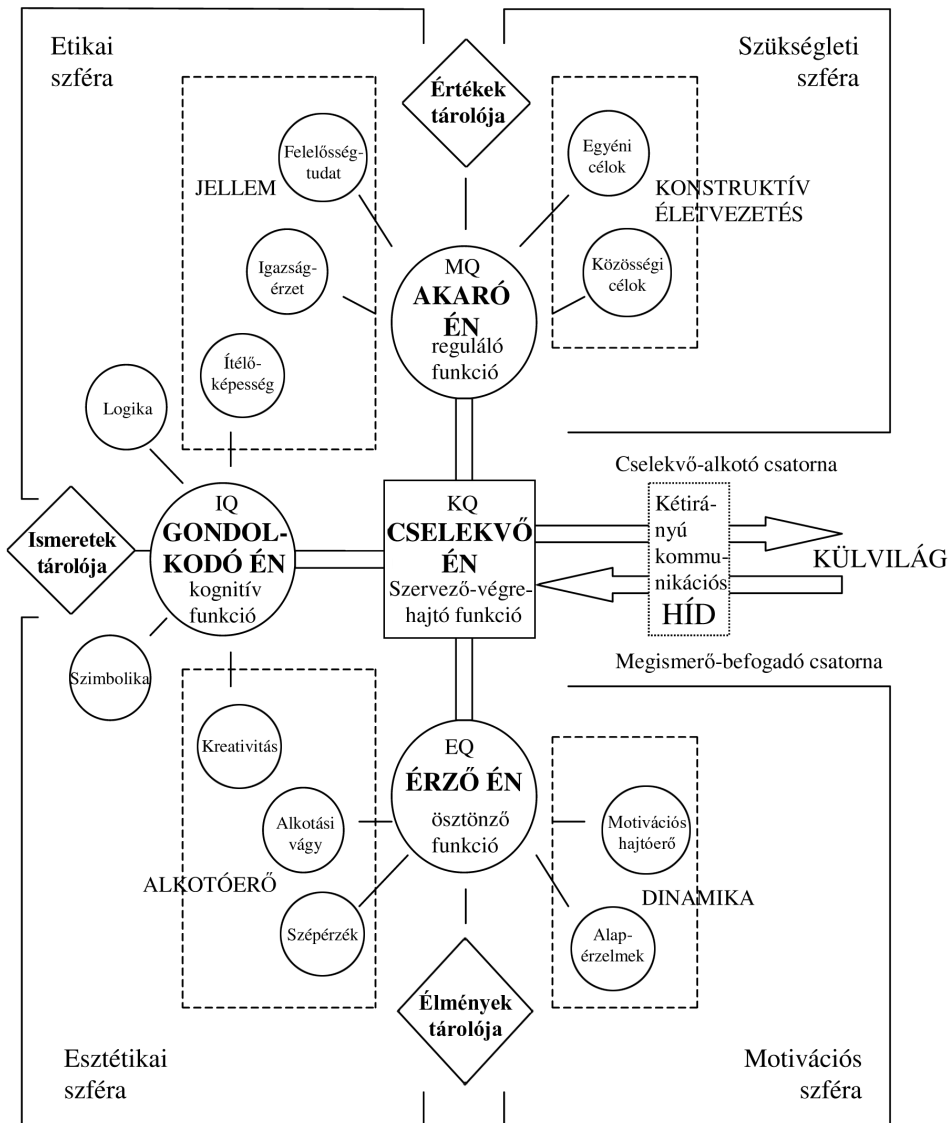 Etikai
szféra
Szükségleti
szféra
Értékek
tárolója
Felelősség-
tudat
Egyéni
célok
JELLEM
KONSTRUKTÍV
ÉLETVEZETÉS
Igazság-
érzet
Közösségi
célok
MQ
AKARÓ
ÉN
reguláló
funkció
Ítélő-
képesség
Logika
Cselekvő-alkotó csatorna
Ismeretek
tárolója
IQ
GONDOL-
KODÓ ÉN
kognitív
funkció
KQ
CSELEKVŐ
ÉN
Szervező-végre-
hajtó funkció
Kétirá-
nyú
kommu-
nikációs
HÍD
KÜLVILÁG
Megismerő-befogadó csatorna
Szimbolika
Kreativitás
EQ
ÉRZŐ ÉN
ösztönző
funkció
Alkotási
vágy
Motivációs
hajtóerő
ALKOTÓERŐ
DINAMIKA
Szépérzék
Alap-
érzelmek
Élmények
tárolója
Esztétikai
szféra
Motivációs
szféra